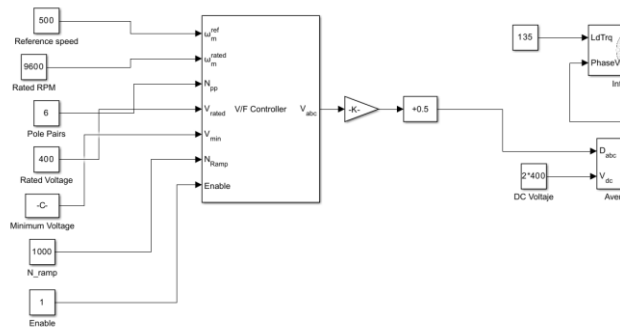 500
Reference speed
9600
Rated RPM
6
Pole Pairs
400
Rated Voltage
-C-
Minimum Voltage
1000
N_ramp
1
Enable
ω_m^ref
ω_m^rated
N_pp
V_rated
V_min
N_Ramp
Enable
V/F Controller
V_abc
-K-
+0.5
135
LdTrq
PhaseV
Int
2*400
DC Voltaje
D_abc
V_dc
Aver